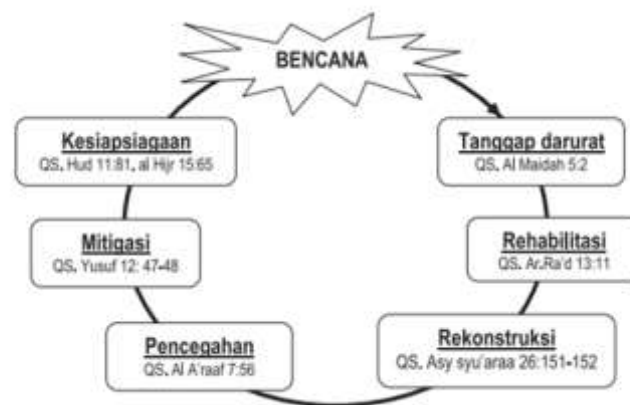 BENCANA
Tanggap darurat
QS. Al Maidah 5:2
Rehabilitasi
QS. Ar.Ra'd 13:11
Rekonstruksi
QS. Asy syu'araa 26:151-152
Pencegahan
QS. Al A'raaf 7:56
Mitigasi
QS. Yusuf 12: 47-48
Kesiapsiagaan
QS. Hud 11:81, al Hijr 15:65